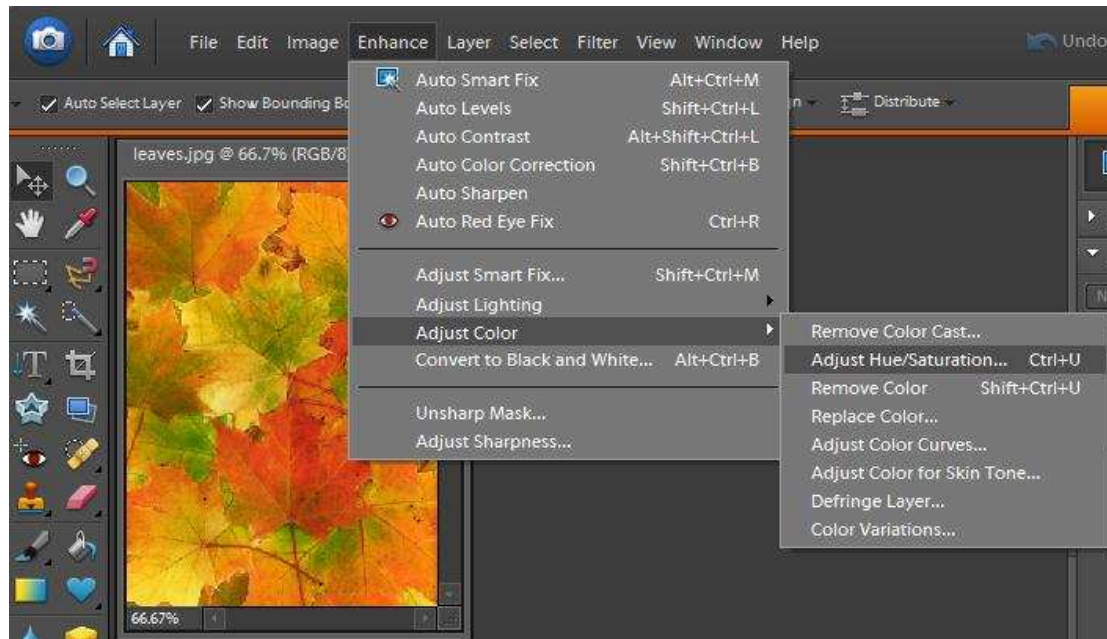 File Edit Image Enhance Layer Select Filter View Window Help Undo
Auto Select Layer Show Bounding Distribute
leaves.jpg @ 66.7% (RGB/8
Auto Smart Fix Alt+Ctrl+M
Auto Levels Shift+Ctrl+L
Auto Contrast Alt+Shift+Ctrl+L
Auto Color Correction Shift+Ctrl+B
Auto Sharpen
Auto Red Eye Fix Ctrl+R
Adjust Smart Fix... Shift+Ctrl+M
Adjust Lighting
Adjust Color
Convert to Black and White... Alt+Ctrl+B
Unsharp Mask...
Adjust Sharpness...
Remove Color Cast...
Adjust Hue/Saturation... Ctrl+U
Remove Color Shift+Ctrl+U
Replace Color...
Adjust Color Curves...
Adjust Color for Skin Tone...
Defringe Layer...
Color Variations...
66.67%